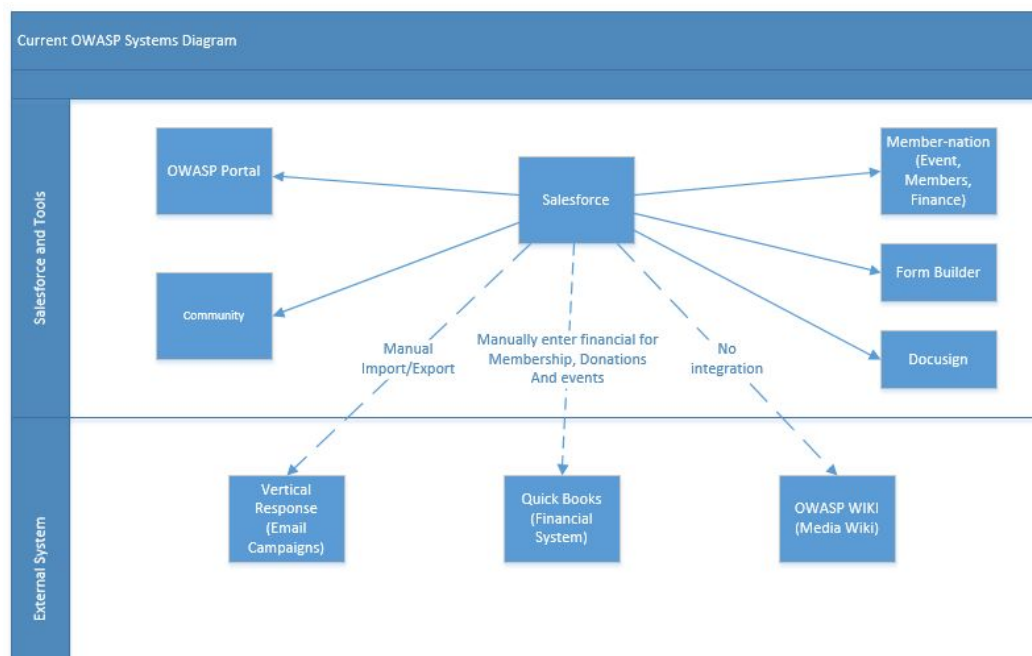 Current OWASP Systems Diagram
Salesforce and Tools
OWASP Portal
Salesforce
Member-nation
(Event,
Members,
Finance)
Community
Form Builder
Docusign
Manual
Import/Export
Manually enter financial for
Membership, Donations
And events
No
integration
External System
Vertical
Response
(Email
Campaigns)
Quick Books
(Financial
System)
OWASP WIKI
(Media Wiki)